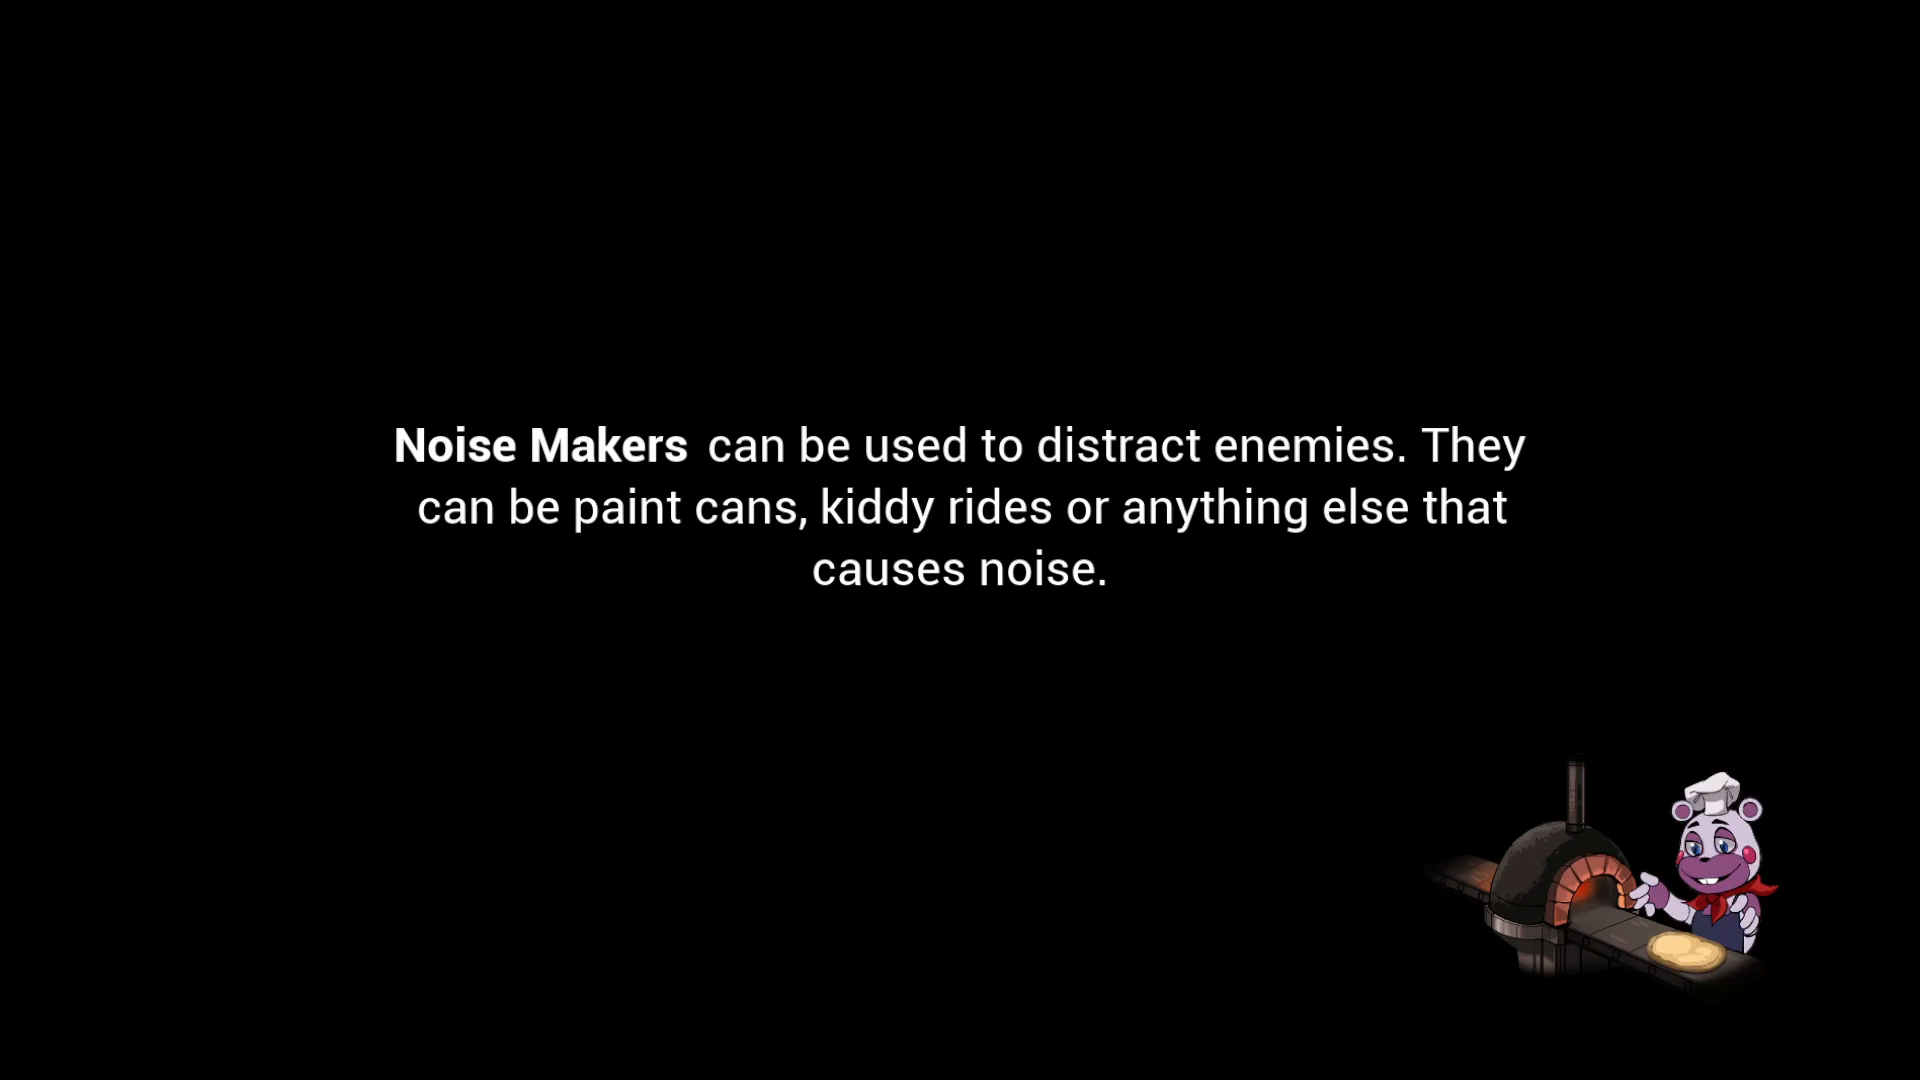 Noise Makers can be used to distract enemies. They
can be paint cans, kiddy rides or anything else that
causes noise.